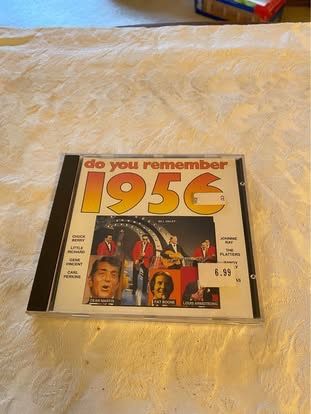 do you remember
1956
BILL HALEY
CHUCK
BERRY
LITTLE
RICHARD
GENE
VINCENT
CARL
PERKINS
JOHNNIE
RAY
THE
PLATTERS
6.99
DEAN MARTIN
PAT BOONE
LOUIS ARMSTRONG